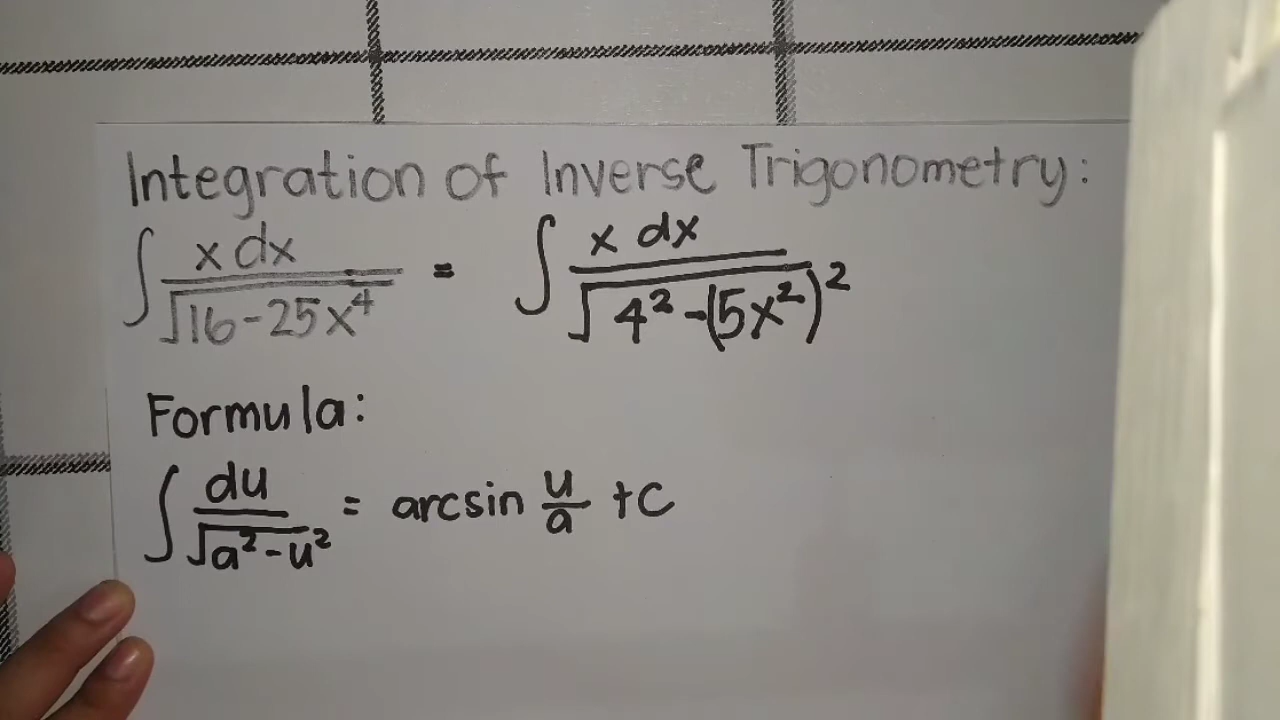 Integration of Inverse Trigonometry:
∫ x dx / √16-25x⁴ = ∫ x dx / √4² -(5x²)²
Formula:
∫ du / √a²-u² = arcsin u/a +C